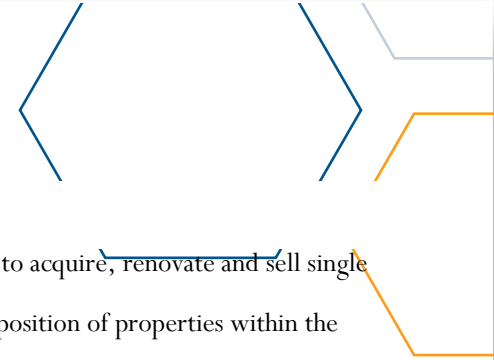 to acquire, renovate and sell single
position of properties within the